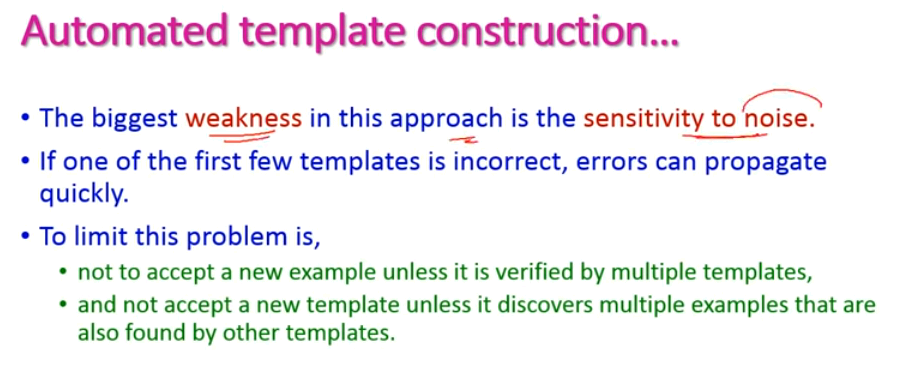 Automated template construction...
• The biggest weakness in this approach is the sensitivity to noise.
• If one of the first few templates is incorrect, errors can propagate
quickly.
• To limit this problem is,
• not to accept a new example unless it is verified by multiple templates,
• and not accept a new template unless it discovers multiple examples that are
also found by other templates.